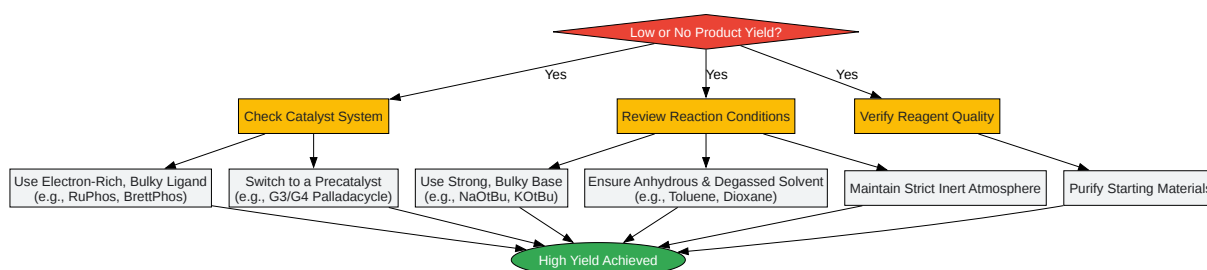 Low or No Product Yield?
Yes
Yes
Yes
Check Catalyst System
Review Reaction Conditions
Verify Reagent Quality
Use Electron-Rich, Bulky Ligand
(e.g., RuPhos, BrettPhos)
Switch to a Precatalyst
(e.g., G3/G4 Palladacycle)
Use Strong, Bulky Base
(e.g., NaOtBu, KOtBu)
Ensure Anhydrous & Degassed Solvent
(e.g., Toluene, Dioxane)
Maintain Strict Inert Atmosphere
Purify Starting Materials
High Yield Achieved